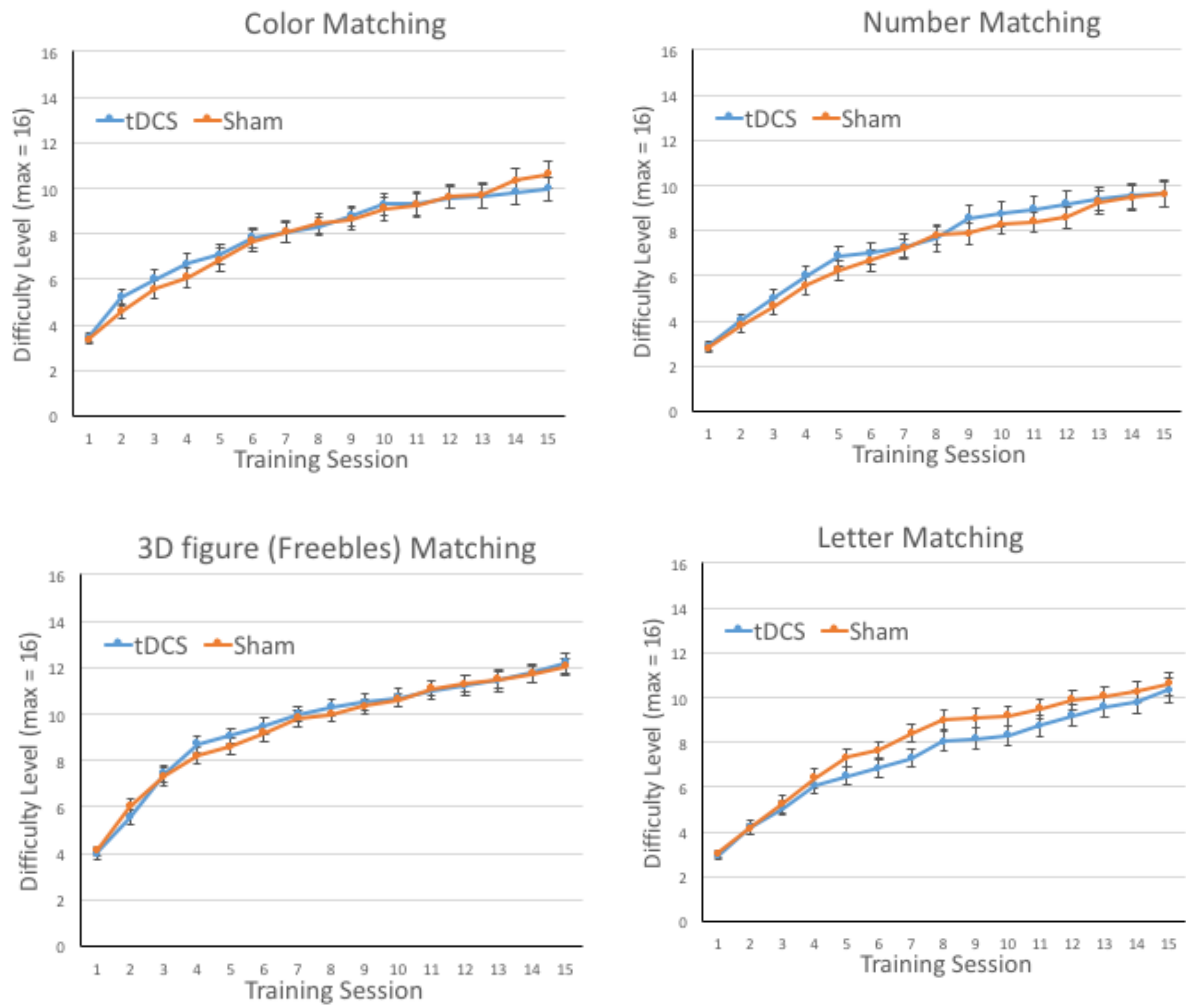 Color Matching
Difficulty Level (max = 16)
16
14
12
10
8
6
4
2
0
tDCS Sham
1 2 3 4 5 6 7 8 9 10 11 12 13 14 15
Training Session
Number Matching
Difficulty Level (max = 16)
16
14
12
10
8
6
4
2
0
tDCS Sham
1 2 3 4 5 6 7 8 9 10 11 12 13 14 15
Training Session
3D figure (Freebles) Matching
Difficulty Level (max = 16)
16
14
12
10
8
6
4
2
0
tDCS Sham
1 2 3 4 5 6 7 8 9 10 11 12 13 14 15
Training Session
Letter Matching
Difficulty Level (max = 16)
16
14
12
10
8
6
4
2
0
tDCS Sham
1 2 3 4 5 6 7 8 9 10 11 12 13 14 15
Training Session